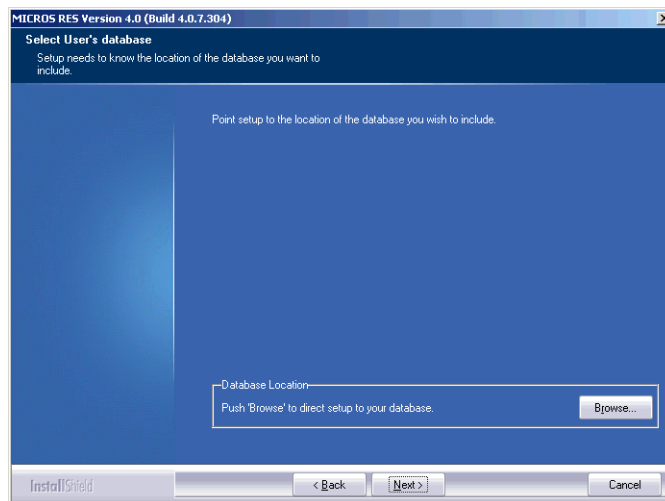 MICROS RES Version 4.0 (Build 4.0.7.304)
Select User's database
Setup needs to know the location of the database you want to
include.
Point setup to the location of the database you wish to include.
Database Location
Push 'Browse' to direct setup to your database.
Browse...
InstallShield
< Back
Next >
Cancel